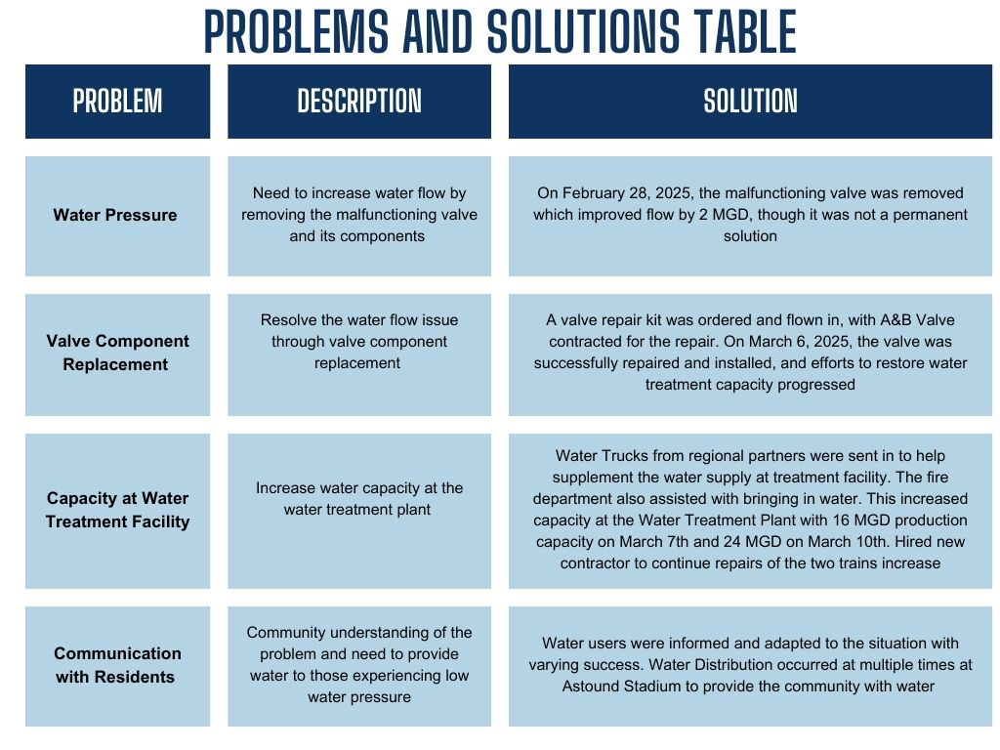 PROBLEMS AND SOLUTIONS TABLE
PROBLEM
DESCRIPTION
SOLUTION
Water Pressure
Need to increase water flow by
removing the malfunctioning valve
and its components
On February 28, 2025, the malfunctioning valve was removed
which improved flow by 2 MGD, though it was not a permanent
solution
Valve Component
Replacement
Resolve the water flow issue
through valve component
replacement
A valve repair kit was ordered and flown in, with A&B Valve
contracted for the repair. On March 6, 2025, the valve was
successfully repaired and installed, and efforts to restore water
treatment capacity progressed
Capacity at Water
Treatment Facility
Increase water capacity at the
water treatment plant
Water Trucks from regional partners were sent in to help
supplement the water supply at treatment facility. The fire
department also assisted with bringing in water. This increased
capacity at the Water Treatment Plant with 16 MGD production
capacity on March 7th and 24 MGD on March 10th. Hired new
contractor to continue repairs of the two trains increase
Communication
with Residents
Community understanding of the
problem and need to provide
water to those experiencing low
water pressure
Water users were informed and adapted to the situation with
varying success. Water Distribution occurred at multiple times at
Astound Stadium to provide the community with water